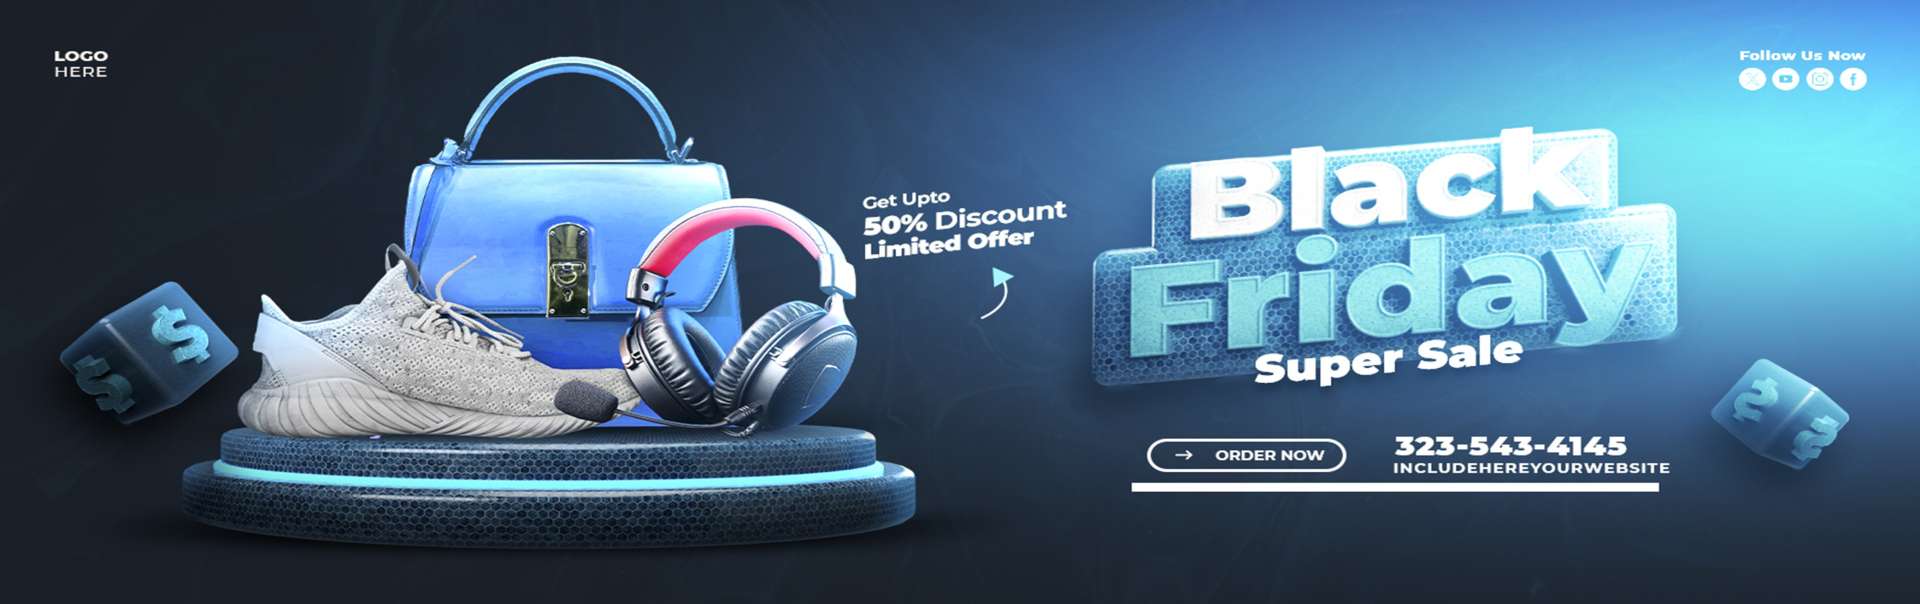 LOGO
HERE
Follow Us Now
Get Upto
50% Discount
Limited Offer
Black
Friday
Super Sale
ORDER NOW
323-543-4145
INCLUDEHEREYOURWEBSITE
$
$
$
$